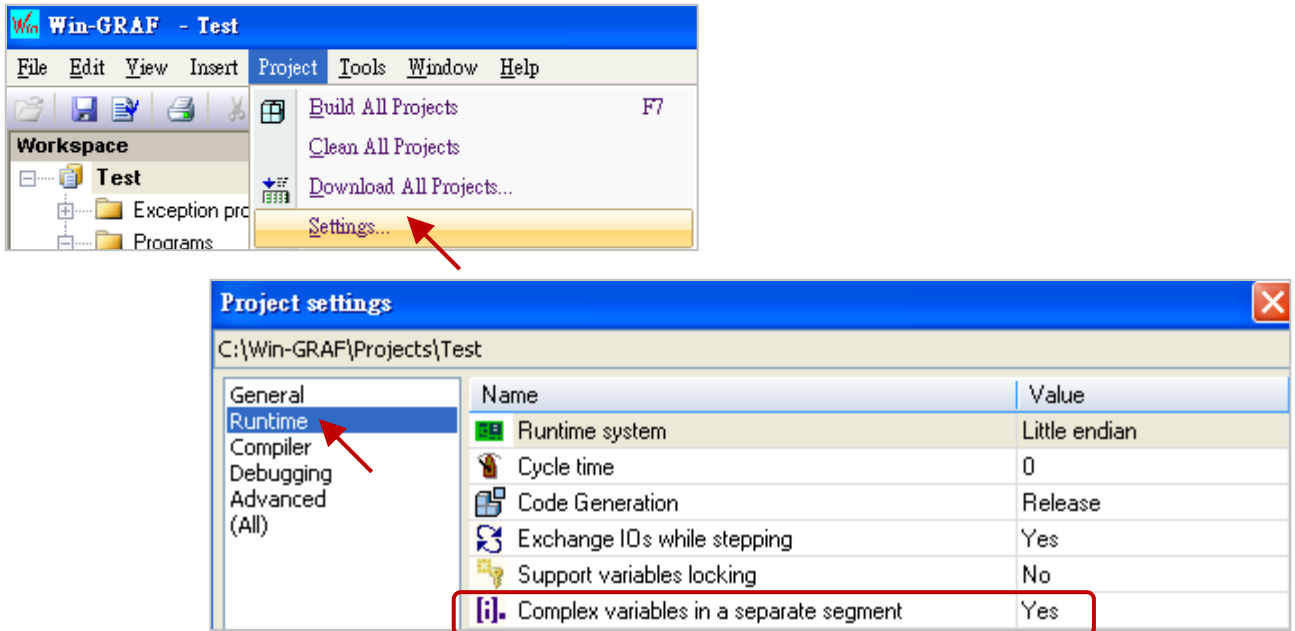 Win-GRAF - Test
File Edit View Insert Project Tools Window Help
Build All Projects F7
Clean All Projects
Download All Projects...
Settings...
Workspace
Test
Exception pro
Programs
Project settings
C:\Win-GRAF\Projects\Test
General
Runtime
Compiler
Debugging
Advanced
(All)
Name Value
Runtime system Little endian
Cycle time 0
Code Generation Release
Exchange IOs while stepping Yes
Support variables locking No
[i]. Complex variables in a separate segment Yes